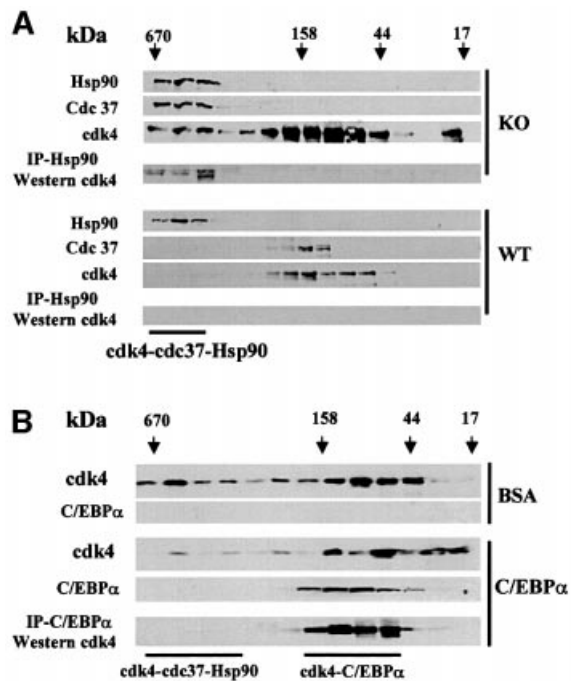 A
kDa 670 158 44 17
Hsp90
Cdc 37
cdk4
IP-Hsp90
Western cdk4
KO
Hsp90
Cdc 37
cdk4
IP-Hsp90
Western cdk4
WT
cdk4-cdc37-Hsp90
B
kDa 670 158 44 17
cdk4
C/EBPα
BSA
cdk4
C/EBPα
IP-C/EBPα
Western cdk4
C/EBPα
cdk4-cdc37-Hsp90 cdk4-C/EBPα